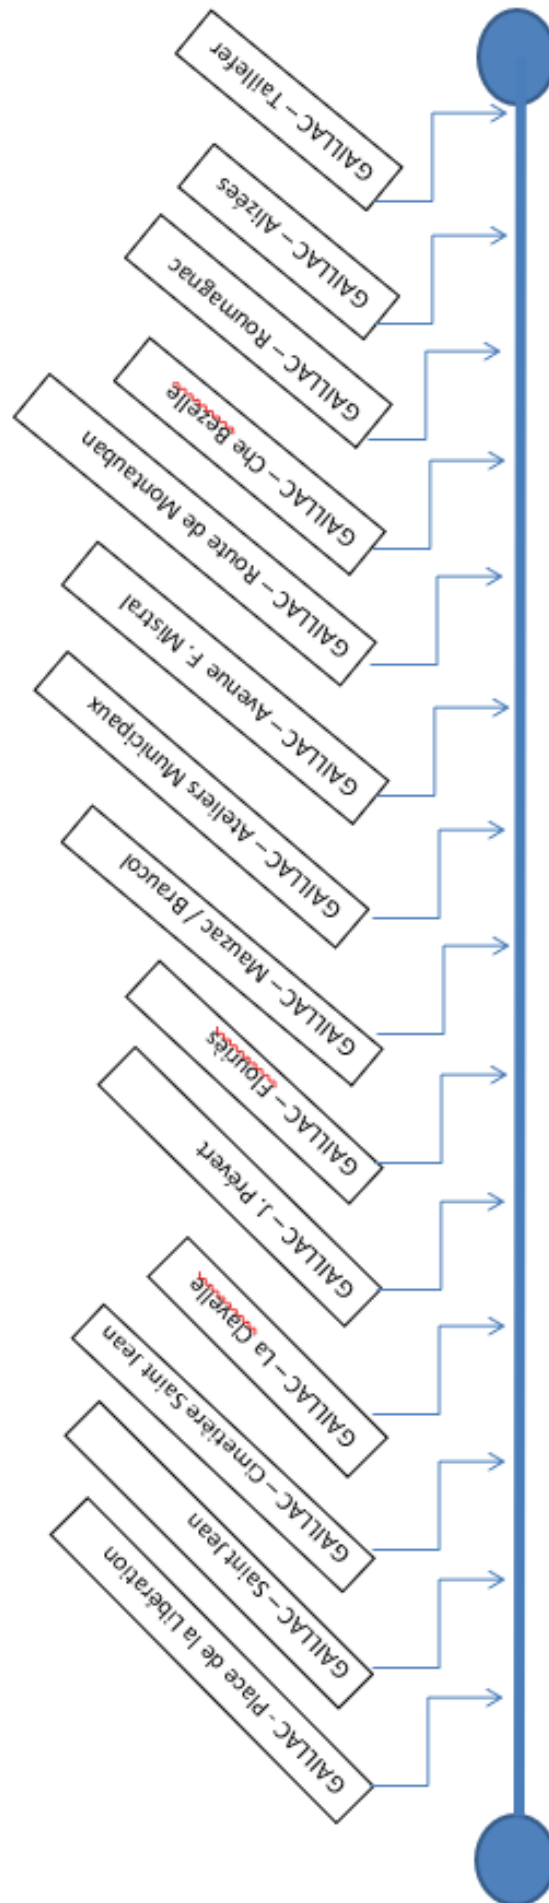 GAILLAC – Taillefer
GAILLAC – Alizées
GAILLAC – Roumagnac
GAILLAC – Che Bezelle
GAILLAC – Route de Montauban
GAILLAC – Avenue F. Mistral
GAILLAC – Ateliers Municipaux
GAILLAC – Mauzac / Braucol
GAILLAC – Flouriès
GAILLAC – J. Prévert
GAILLAC – La Clavelle
GAILLAC – Cimetière Saint Jean
GAILLAC – Saint Jean
GAILLAC - Place de la Libération